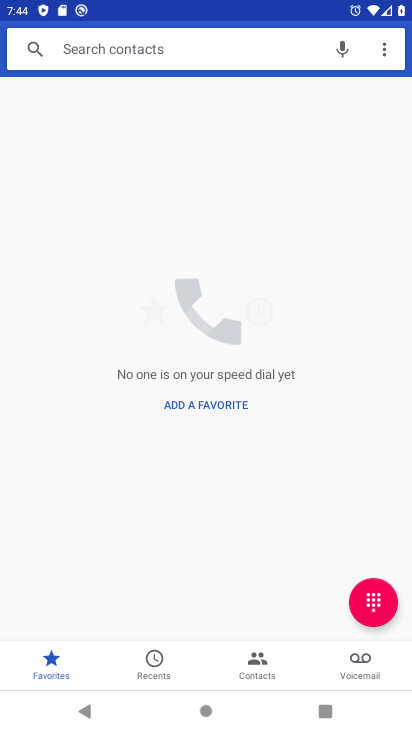 7:44
Search contacts
No one is on your speed dial yet
ADD A FAVORITE
Favorites
Recents
Contacts
Voicemail